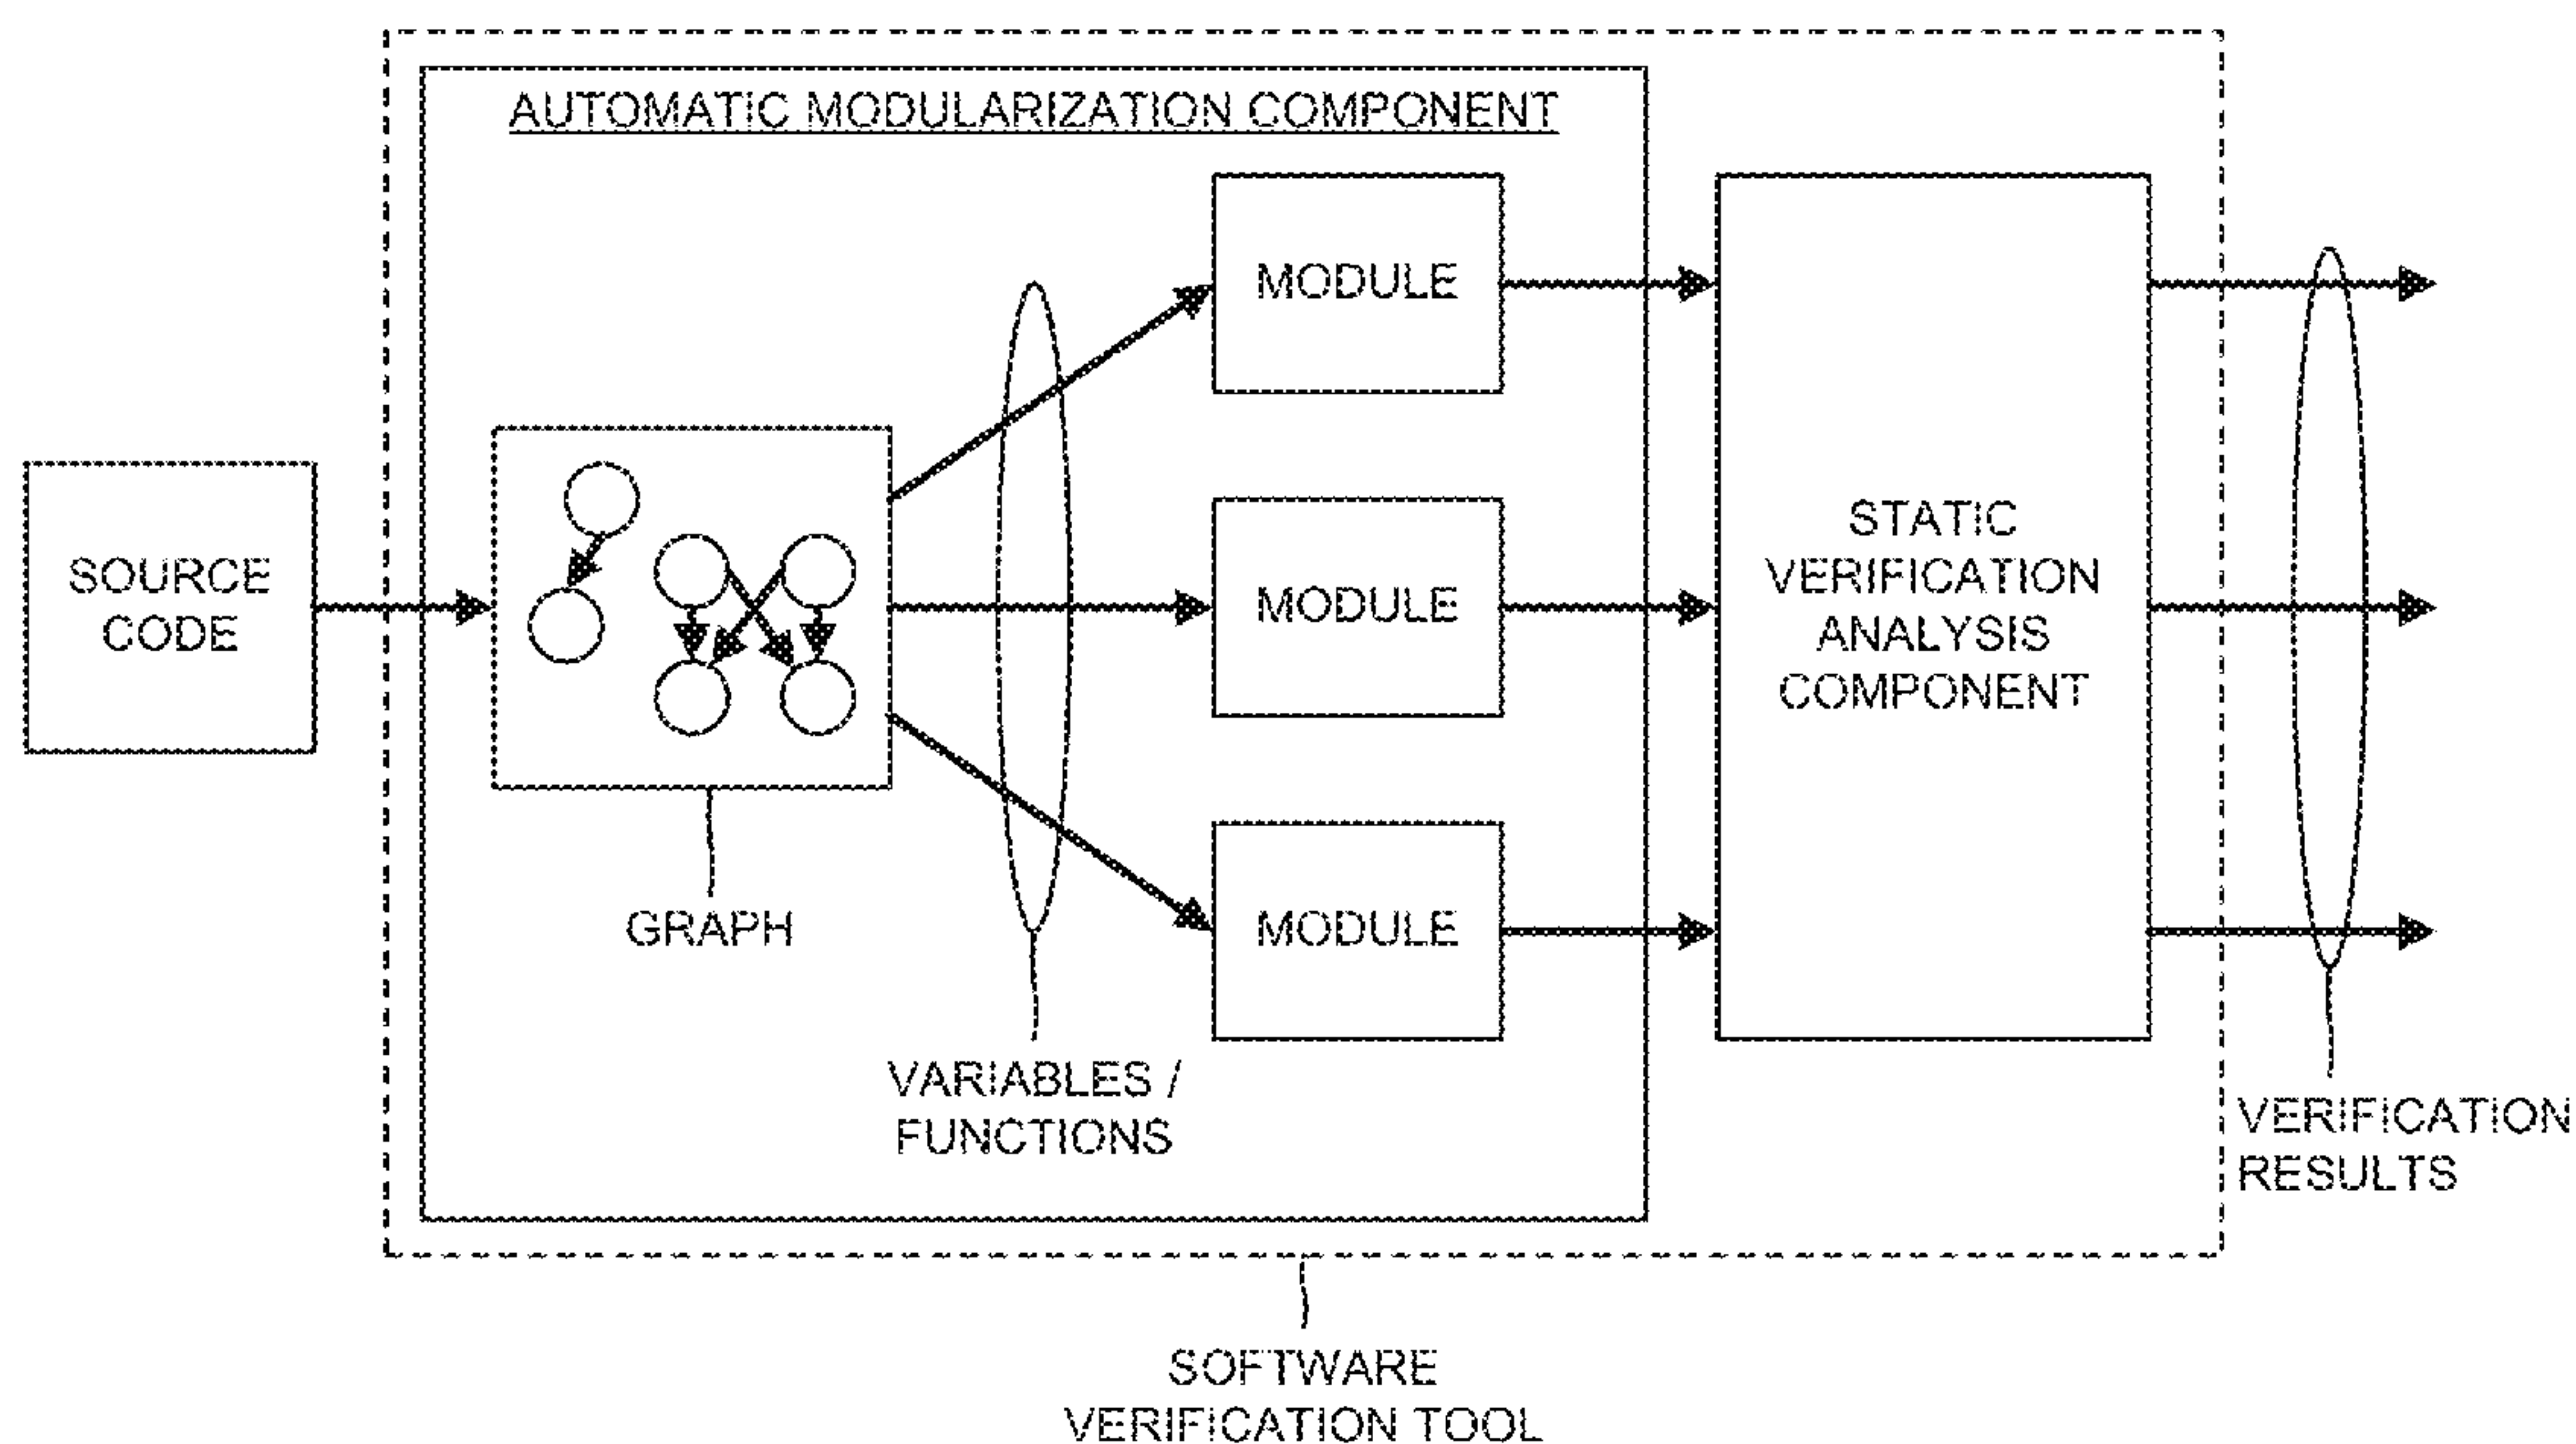 AUTOMATIC MODULARIZATION COMPONENT
SOURCE
CODE
GRAPH
VARIABLES /
FUNCTIONS
MODULE
MODULE
MODULE
STATIC
VERIFICATION
ANALYSIS
COMPONENT
VERIFICATION
RESULTS
SOFTWARE
VERIFICATION TOOL